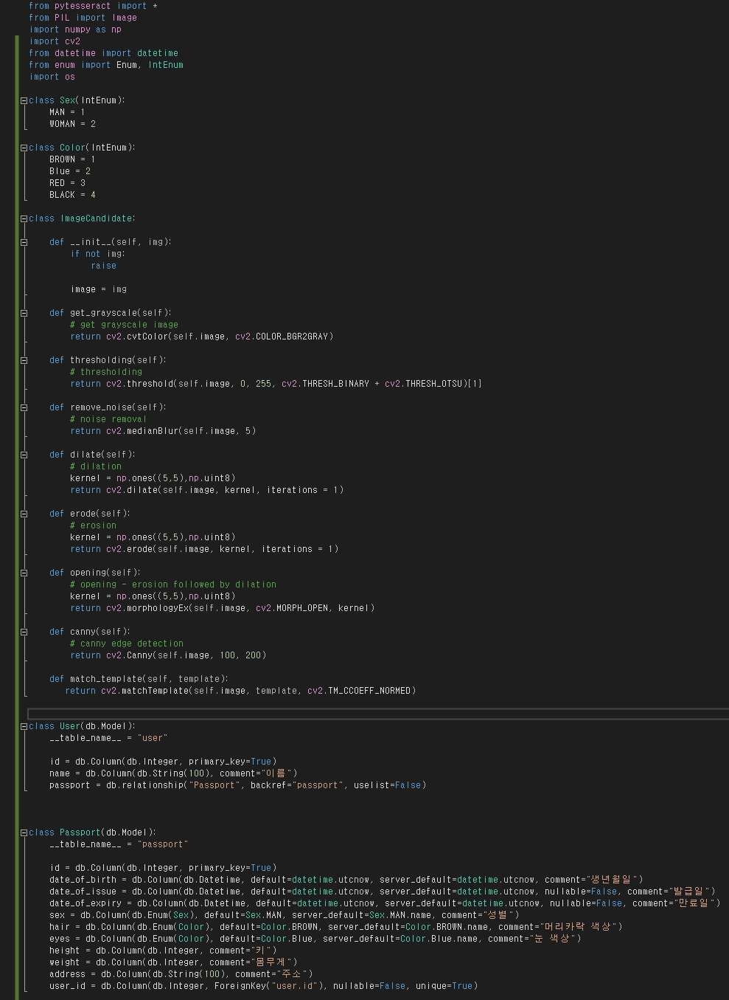 from pytesseract import *
from PIL import Image
import numpy as np
import cv2
from datetime import datetime
from enum import Enum, IntEnum
import os
class Sex(IntEnum):
MAN = 1
WOMAN = 2
class Color(IntEnum):
BROWN = 1
Blue = 2
RED = 3
BLACK = 4
class ImageCandidate:
def __init__(self, img):
if not img:
raise
image = img
def get_grayscale(self):
# get grayscale image
return cv2.cvtColor(self.image, cv2.COLOR_BGR2GRAY)
def thresholding(self):
# thresholding
return cv2.threshold(self.image, 0, 255, cv2.THRESH_BINARY + cv2.THRESH_OTSU)[1]
def remove_noise(self):
# noise removal
return cv2.medianBlur(self.image, 5)
def dilate(self):
# dilation
kernel = np.ones((5,5),np.uint8)
return cv2.dilate(self.image, kernel, iterations = 1)
def erode(self):
# erosion
kernel = np.ones((5,5),np.uint8)
return cv2.erode(self.image, kernel, iterations = 1)
def opening(self):
# opening - erosion followed by dilation
kernel = np.ones((5,5),np.uint8)
return cv2.morphologyEx(self.image, cv2.MORPH_OPEN, kernel)
def canny(self):
# canny edge detection
return cv2.Canny(self.image, 100, 200)
def match_template(self, template):
return cv2.matchTemplate(self.image, template, cv2.TM_CCOEFF_NORMED)
class User(db.Model):
__table_name__ = "user"
id = db.Column(db.Integer, primary_key=True)
name = db.Column(db.String(100), comment="이름")
passport = db.relationship("Passport", backref="passport", uselist=False)
class Passport(db.Model):
__table_name__ = "passport"
id = db.Column(db.Integer, primary_key=True)
date_of_birth = db.Column(db.Datetime, default=datetime.utcnow, server_default=datetime.utcnow, comment="생년월일")
date_of_issue = db.Column(db.Datetime, default=datetime.utcnow, server_default=datetime.utcnow, nullable=False, comment="발급일")
date_of_expiry = db.Column(db.Datetime, default=datetime.utcnow, server_default=datetime.utcnow, nullable=False, comment="만료일")
sex = db.Column(db.Enum(Sex), default=Sex.MAN, server_default=Sex.MAN.name, comment="성별")
hair = db.Column(db.Enum(Color), default=Color.BROWN, server_default=Color.BROWN.name, comment="머리카락 색상")
eyes = db.Column(db.Enum(Color), default=Color.Blue, server_default=Color.Blue.name, comment="눈 색상")
height = db.Column(db.Integer, comment="키")
weight = db.Column(db.Integer, comment="몸무게")
address = db.Column(db.String(100), comment="주소")
user_id = db.Column(db.Integer, ForeignKey("user.id"), nullable=False, unique=True)